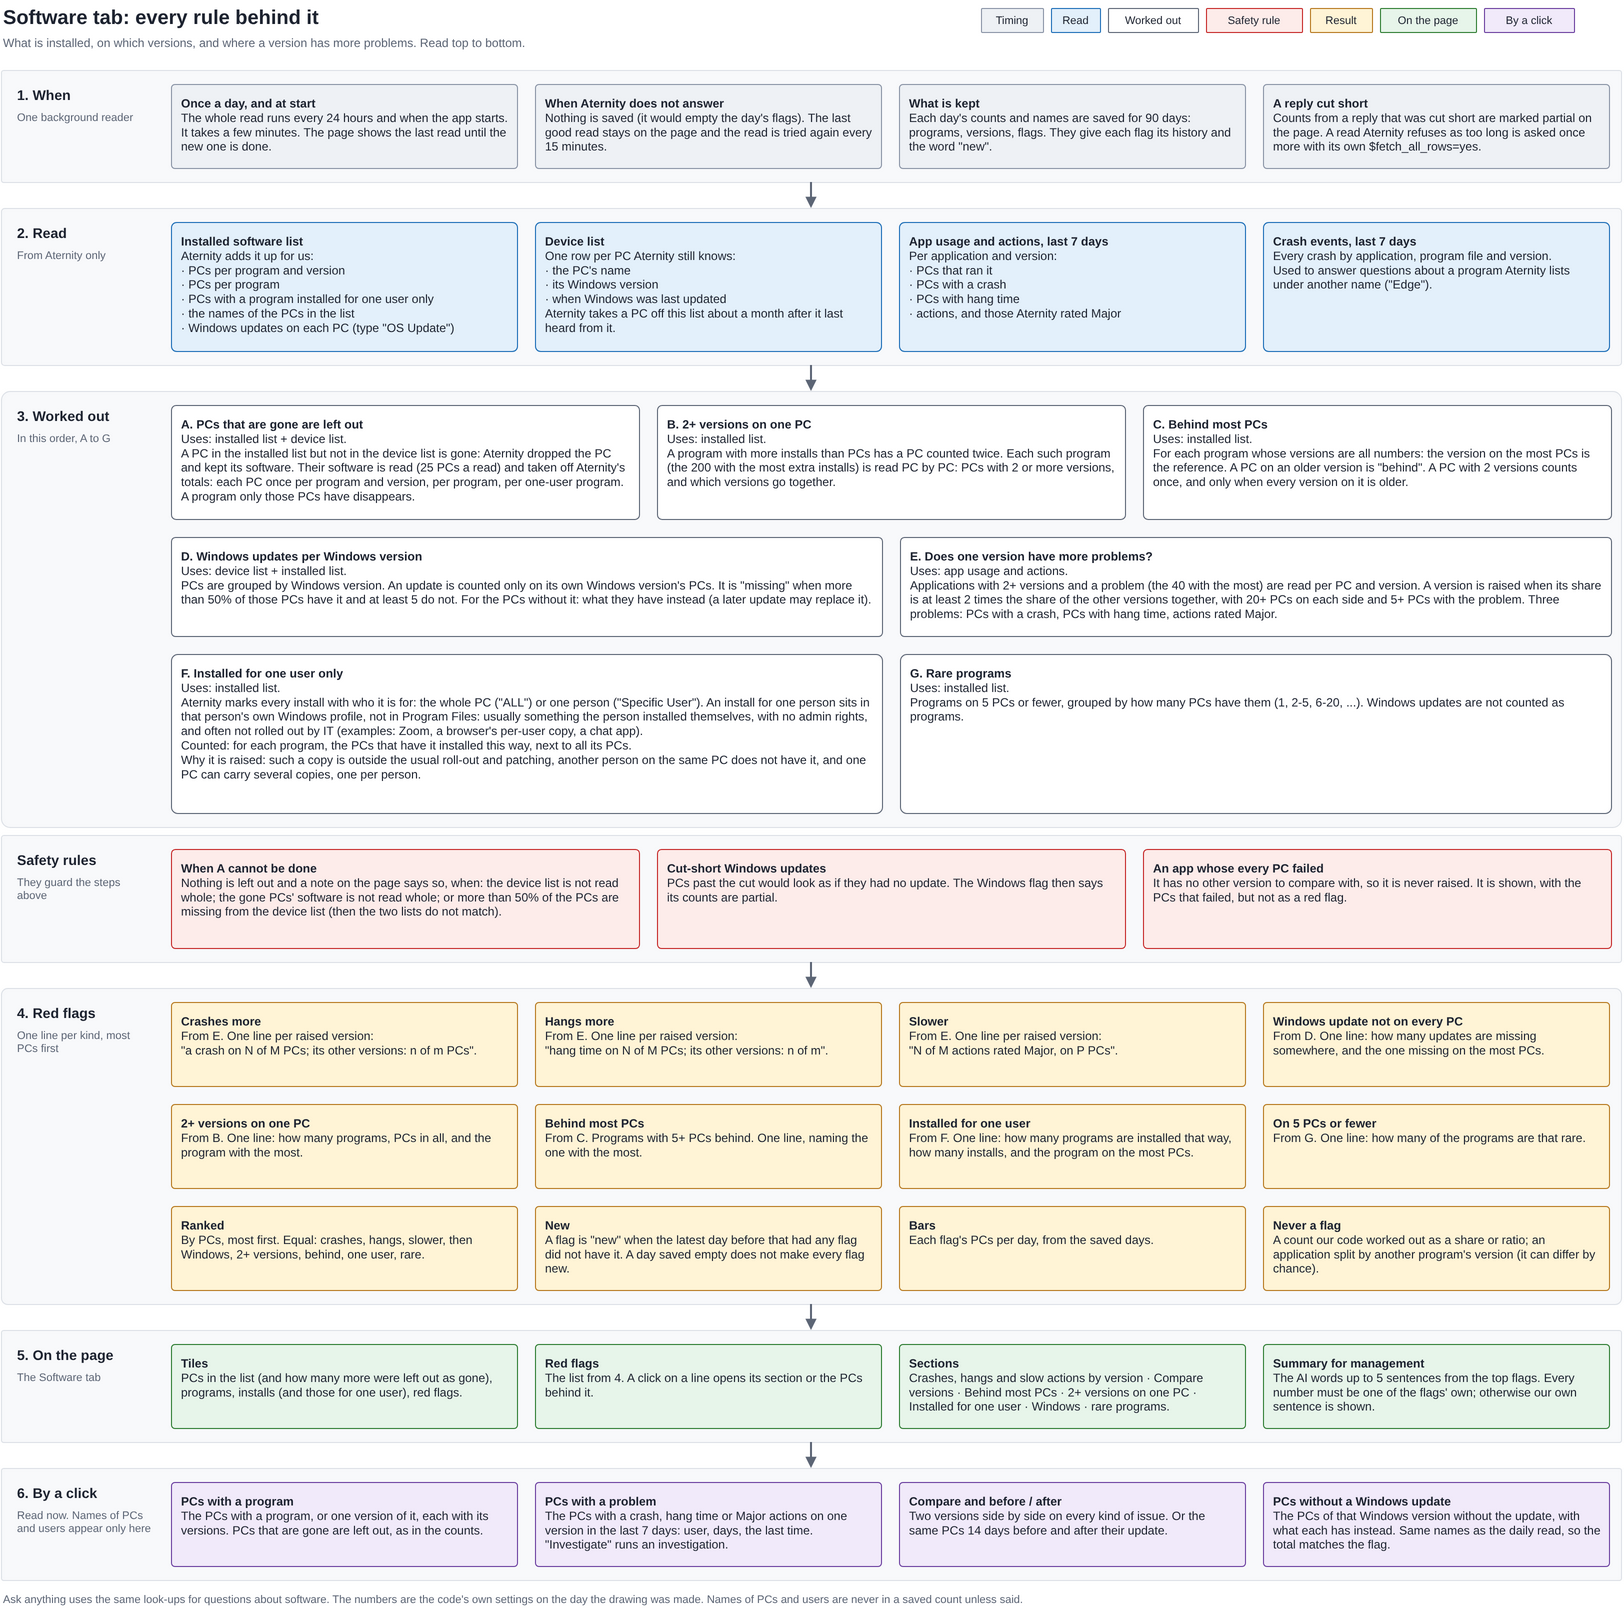 Software tab: every rule behind it
Timing
Read
Worked out
Safety rule
Result
On the page
By a click
What is installed, on which versions, and where a version has more problems. Read top to bottom.
1. When
One background reader
Once a day, and at start
The whole read runs every 24 hours and when the app starts.
It takes a few minutes. The page shows the last read until the
new one is done.
When Aternity does not answer
Nothing is saved (it would empty the day's flags). The last
good read stays on the page and the read is tried again every
15 minutes.
What is kept
Each day's counts and names are saved for 90 days:
programs, versions, flags. They give each flag its history and
the word "new".
A reply cut short
Counts from a reply that was cut short are marked partial on
the page. A read Aternity refuses as too long is asked once
more with its own $fetch_all_rows=yes.
2. Read
From Aternity only
Installed software list
Aternity adds it up for us:
· PCs per program and version
· PCs per program
· PCs with a program installed for one user only
· the names of the PCs in the list
· Windows updates on each PC (type "OS Update")
Device list
One row per PC Aternity still knows:
· the PC's name
· its Windows version
· when Windows was last updated
Aternity takes a PC off this list about a month after it last
heard from it.
App usage and actions, last 7 days
Per application and version:
· PCs that ran it
· PCs with a crash
· PCs with hang time
· actions, and those Aternity rated Major
Crash events, last 7 days
Every crash by application, program file and version.
Used to answer questions about a program Aternity lists
under another name ("Edge").
3. Worked out
In this order, A to G
A. PCs that are gone are left out
Uses: installed list + device list.
A PC in the installed list but not in the device list is gone: Aternity dropped the PC
and kept its software. Their software is read (25 PCs a read) and taken off Aternity's
totals: each PC once per program and version, per program, per one-user program.
A program only those PCs have disappears.
B. 2+ versions on one PC
Uses: installed list.
A program with more installs than PCs has a PC counted twice. Each such program
(the 200 with the most extra installs) is read PC by PC: PCs with 2 or more versions,
and which versions go together.
C. Behind most PCs
Uses: installed list.
For each program whose versions are all numbers: the version on the most PCs is
the reference. A PC on an older version is "behind". A PC with 2 versions counts
once, and only when every version on it is older.
D. Windows updates per Windows version
Uses: device list + installed list.
PCs are grouped by Windows version. An update is counted only on its own Windows version's PCs. It is "missing" when more
than 50% of those PCs have it and at least 5 do not. For the PCs without it: what they have instead (a later update may replace it).
E. Does one version have more problems?
Uses: app usage and actions.
Applications with 2+ versions and a problem (the 40 with the most) are read per PC and version. A version is raised when its share
is at least 2 times the share of the other versions together, with 20+ PCs on each side and 5+ PCs with the problem. Three
problems: PCs with a crash, PCs with hang time, actions rated Major.
F. Installed for one user only
Uses: installed list.
Aternity marks every install with who it is for: the whole PC ("ALL") or one person ("Specific User"). An install for one person sits in
that person's own Windows profile, not in Program Files: usually something the person installed themselves, with no admin rights,
and often not rolled out by IT (examples: Zoom, a browser's per-user copy, a chat app).
Counted: for each program, the PCs that have it installed this way, next to all its PCs.
Why it is raised: such a copy is outside the usual roll-out and patching, another person on the same PC does not have it, and one
PC can carry several copies, one per person.
G. Rare programs
Uses: installed list.
Programs on 5 PCs or fewer, grouped by how many PCs have them (1, 2-5, 6-20, ...). Windows updates are not counted as
programs.
Safety rules
They guard the steps
above
When A cannot be done
Nothing is left out and a note on the page says so, when: the device list is not read
whole; the gone PCs' software is not read whole; or more than 50% of the PCs are
missing from the device list (then the two lists do not match).
Cut-short Windows updates
PCs past the cut would look as if they had no update. The Windows flag then says
its counts are partial.
An app whose every PC failed
It has no other version to compare with, so it is never raised. It is shown, with the
PCs that failed, but not as a red flag.
4. Red flags
One line per kind, most
PCs first
Crashes more
From E. One line per raised version:
"a crash on N of M PCs; its other versions: n of m PCs".
Hangs more
From E. One line per raised version:
"hang time on N of M PCs; its other versions: n of m".
Slower
From E. One line per raised version:
"N of M actions rated Major, on P PCs".
Windows update not on every PC
From D. One line: how many updates are missing
somewhere, and the one missing on the most PCs.
2+ versions on one PC
From B. One line: how many programs, PCs in all, and the
program with the most.
Behind most PCs
From C. Programs with 5+ PCs behind. One line, naming the
one with the most.
Installed for one user
From F. One line: how many programs are installed that way,
how many installs, and the program on the most PCs.
On 5 PCs or fewer
From G. One line: how many of the programs are that rare.
Ranked
By PCs, most first. Equal: crashes, hangs, slower, then
Windows, 2+ versions, behind, one user, rare.
New
A flag is "new" when the latest day before that had any flag
did not have it. A day saved empty does not make every flag
new.
Bars
Each flag's PCs per day, from the saved days.
Never a flag
A count our code worked out as a share or ratio; an
application split by another program's version (it can differ by
chance).
5. On the page
The Software tab
Tiles
PCs in the list (and how many more were left out as gone),
programs, installs (and those for one user), red flags.
Red flags
The list from 4. A click on a line opens its section or the PCs
behind it.
Sections
Crashes, hangs and slow actions by version · Compare
versions · Behind most PCs · 2+ versions on one PC ·
Installed for one user · Windows · rare programs.
Summary for management
The AI words up to 5 sentences from the top flags. Every
number must be one of the flags' own; otherwise our own
sentence is shown.
6. By a click
Read now. Names of PCs
and users appear only here
PCs with a program
The PCs with a program, or one version of it, each with its
versions. PCs that are gone are left out, as in the counts.
PCs with a problem
The PCs with a crash, hang time or Major actions on one
version in the last 7 days: user, days, the last time.
"Investigate" runs an investigation.
Compare and before / after
Two versions side by side on every kind of issue. Or the
same PCs 14 days before and after their update.
PCs without a Windows update
The PCs of that Windows version without the update, with
what each has instead. Same names as the daily read, so the
total matches the flag.
Ask anything uses the same look-ups for questions about software. The numbers are the code's own settings on the day the drawing was made. Names of PCs and users are never in a saved count unless said.